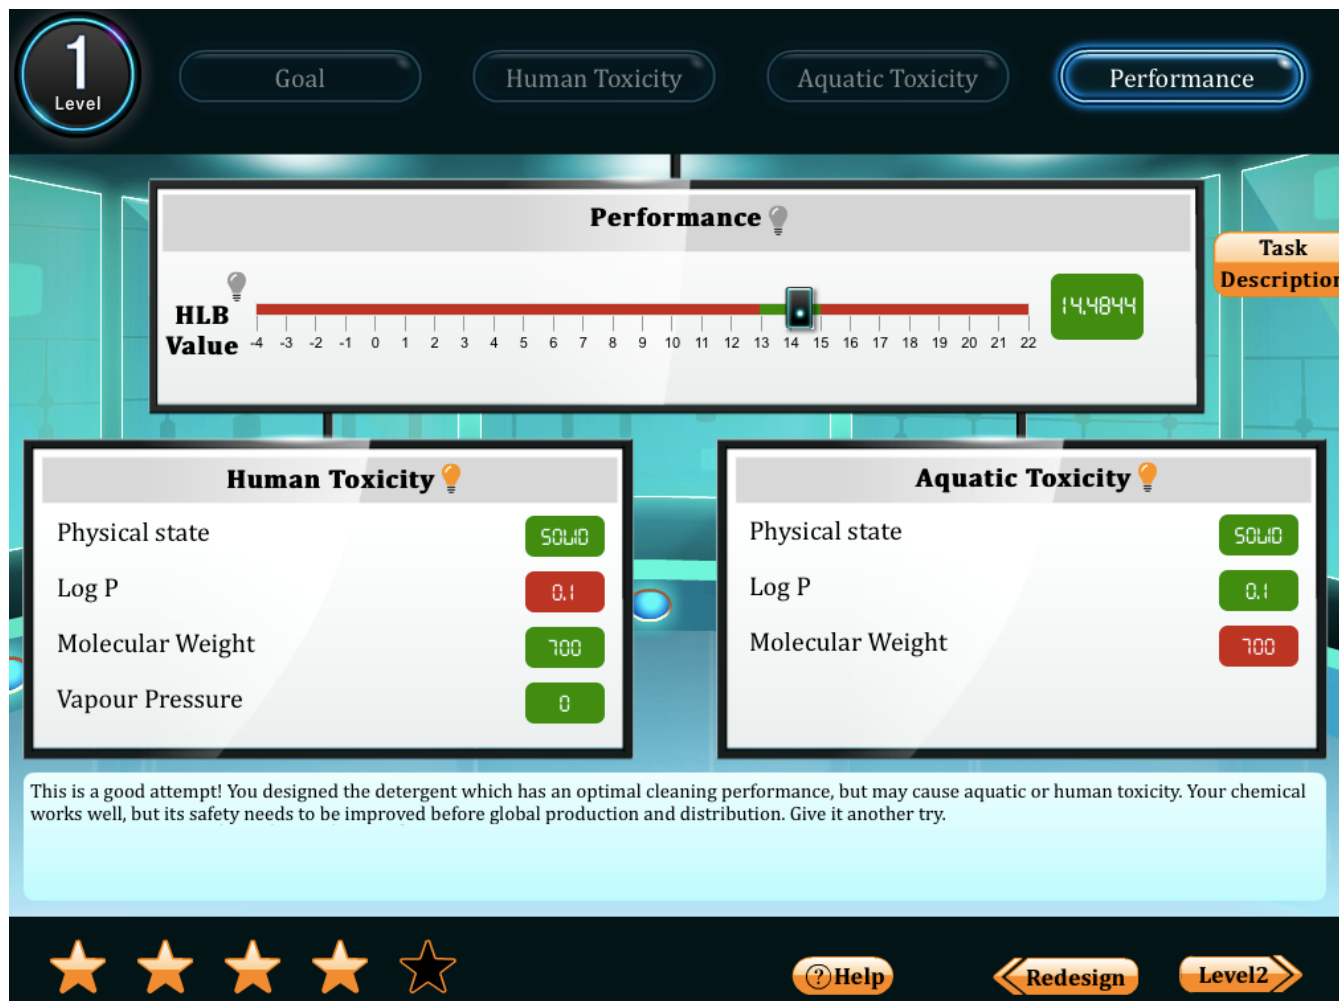 1
Level
Goal
Human Toxicity
Aquatic Toxicity
Performance
Performance
Task
Description
HLB
Value
-4 -3 -2 -1 0 1 2 3 4 5 6 7 8 9 10 11 12 13 14 15 16 17 18 19 20 21 22
14.4844
Human Toxicity
Physical state SOLID
Log P 0.1
Molecular Weight 700
Vapour Pressure 0
Aquatic Toxicity
Physical state SOLID
Log P 0.1
Molecular Weight 700
This is a good attempt! You designed the detergent which has an optimal cleaning performance, but may cause aquatic or human toxicity. Your chemical
works well, but its safety needs to be improved before global production and distribution. Give it another try.
? Help
Redesign
Level2